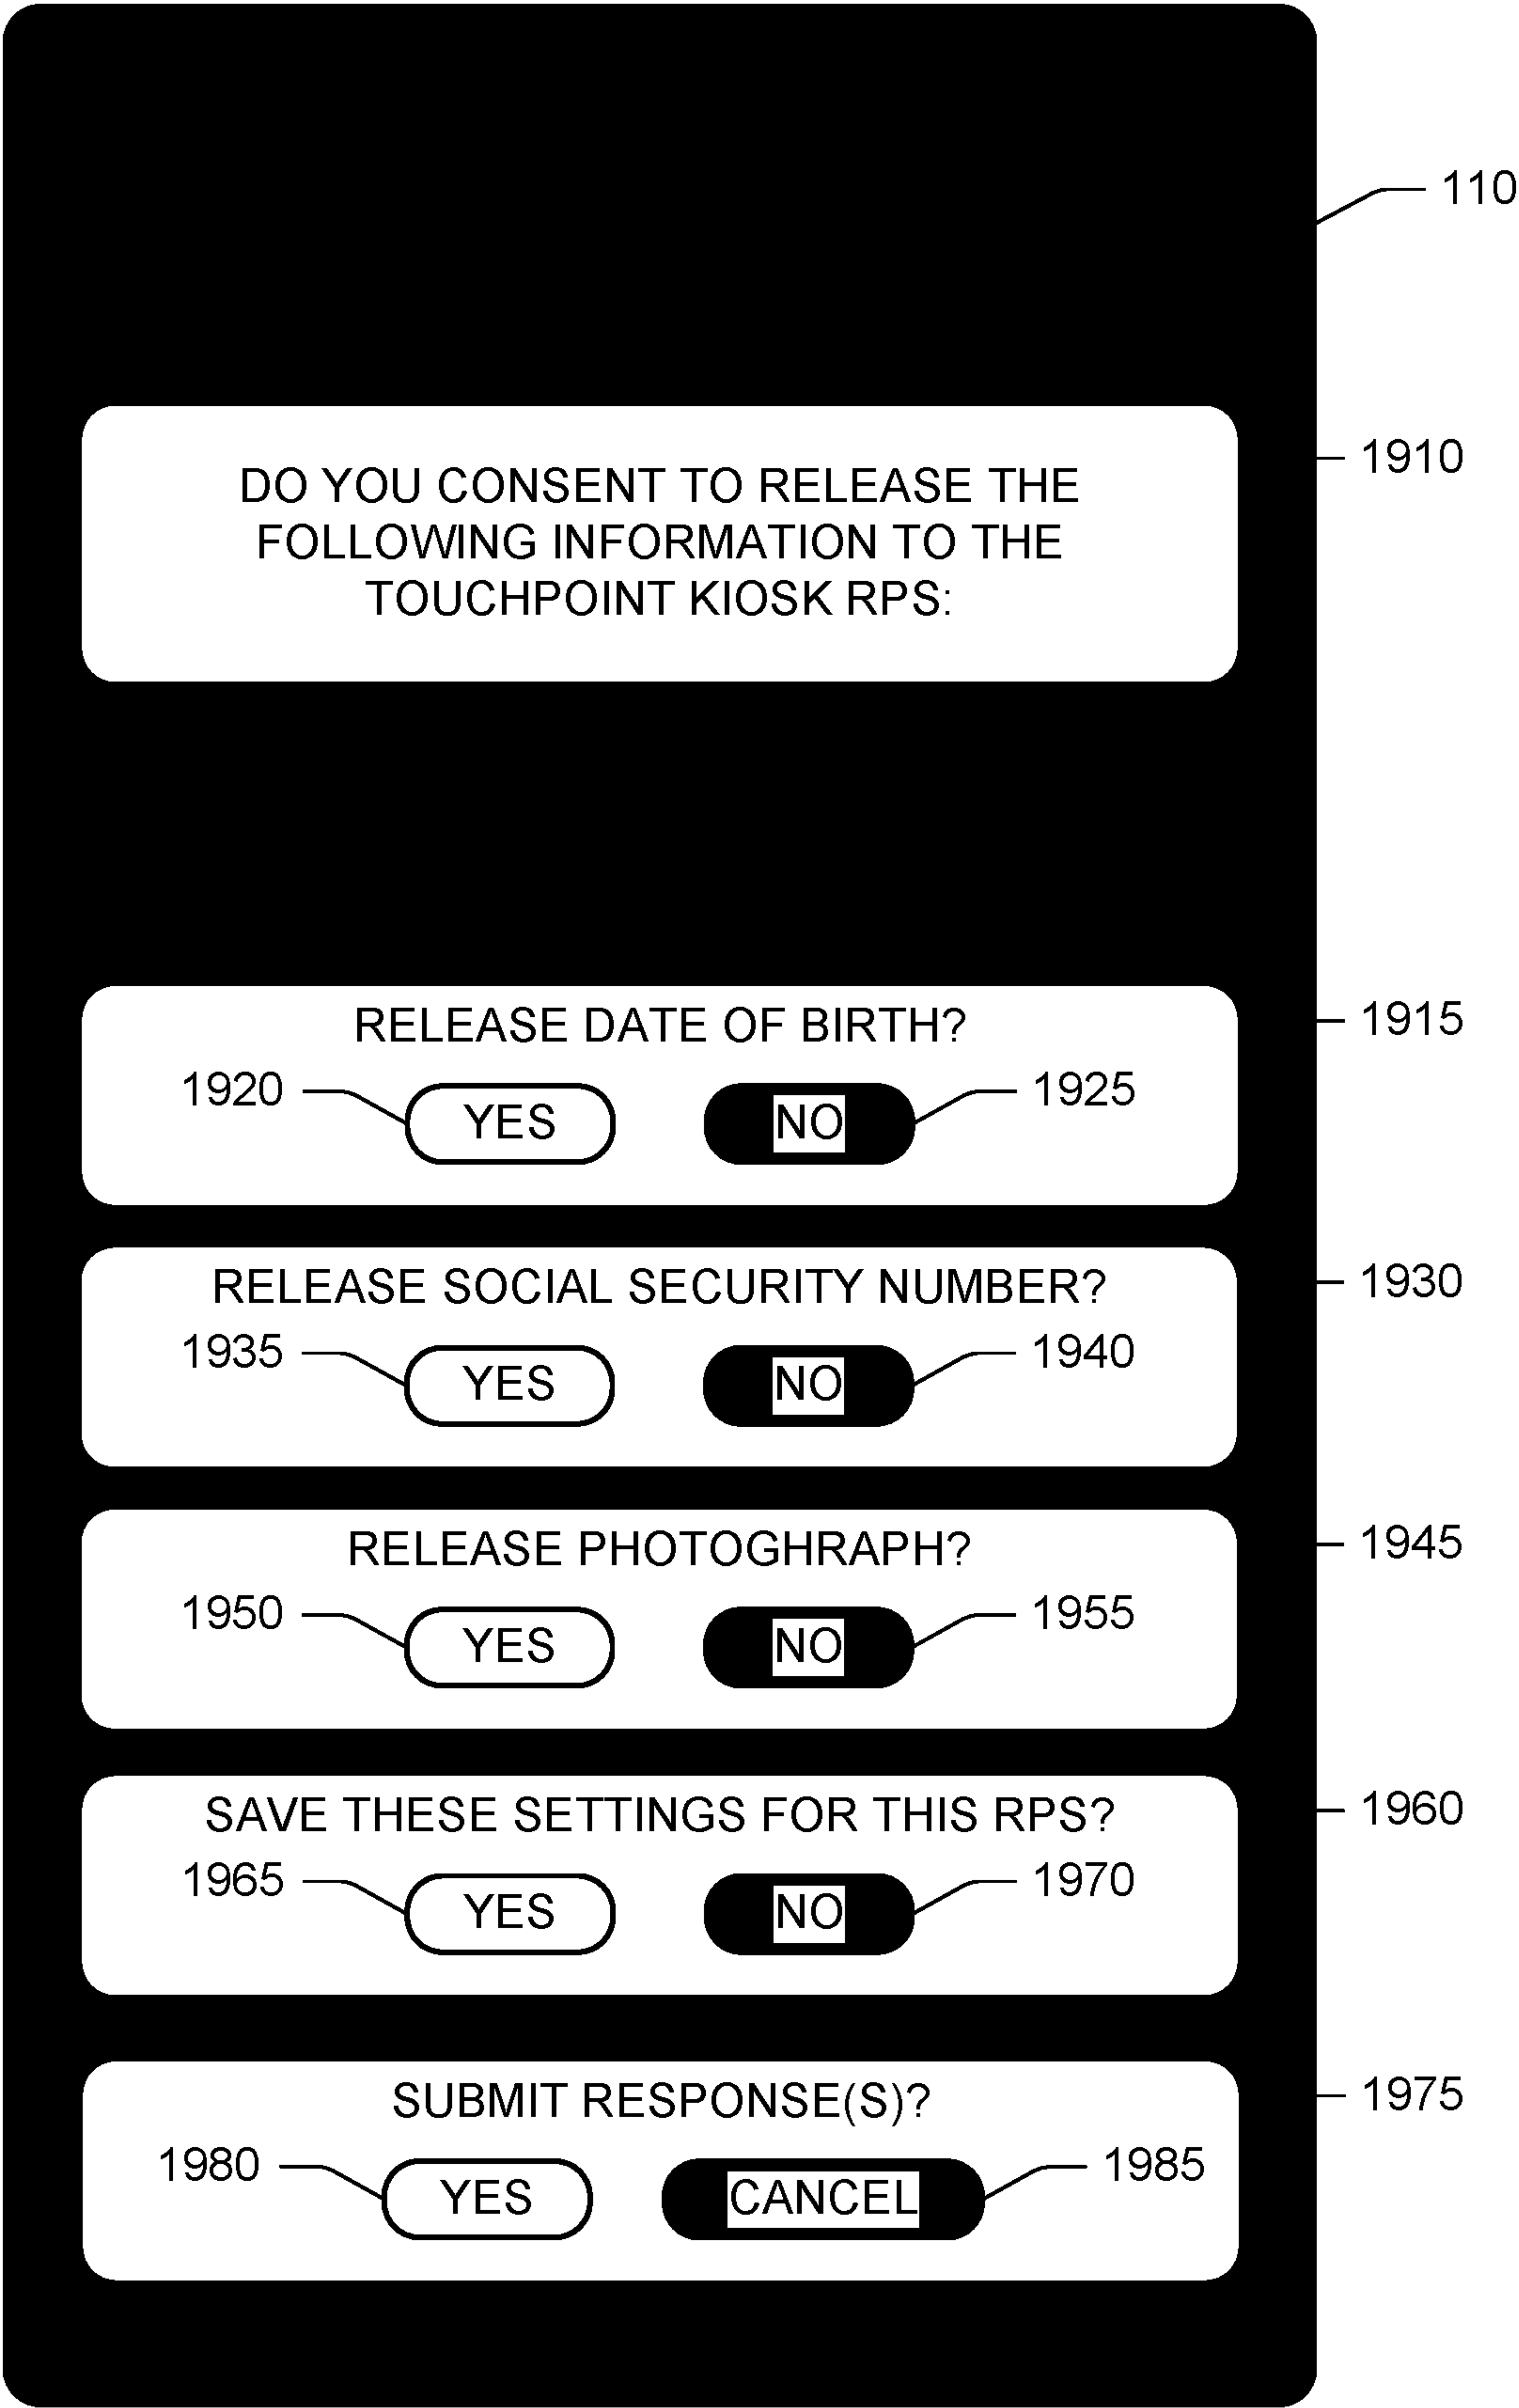 110
DO YOU CONSENT TO RELEASE THE
1910
FOLLOWING INFORMATION TO THE
TOUCHPOINT KIOSK RPS:
RELEASE DATE OF BIRTH?
1915
1920 YES NO 1925
RELEASE SOCIAL SECURITY NUMBER?
1930
1935 YES NO 1940
RELEASE PHOTOGHRAPH?
1945
1950 YES NO 1955
SAVE THESE SETTINGS FOR THIS RPS?
1960
1965 YES NO 1970
SUBMIT RESPONSE(S)?
1975
1980 YES CANCEL 1985